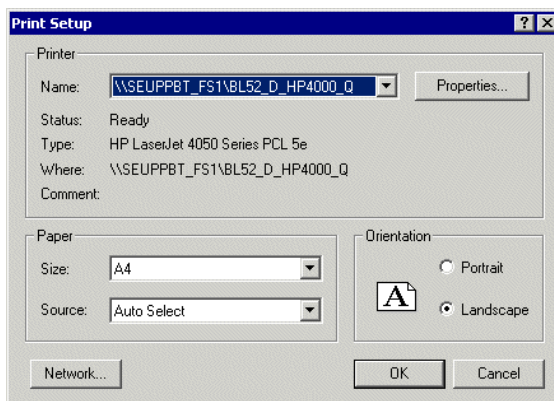 Print Setup
Printer
Name: \\SEUPPBT_FS1\BL52_D_HP4000_Q Properties...
Status: Ready
Type: HP LaserJet 4050 Series PCL 5e
Where: \\SEUPPBT_FS1\BL52_D_HP4000_Q
Comment:
Paper
Size: A4
Source: Auto Select
Orientation
A
Portrait
Landscape
Network... OK Cancel